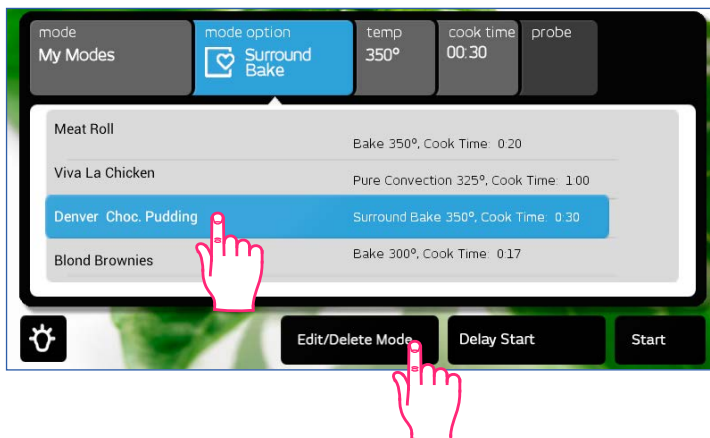 mode
My Modes
mode option
Surround
Bake
temp
350°
cook time
00:30
probe
Meat Roll
Bake 350°, Cook Time: 0:20
Viva La Chicken
Pure Convection 325°, Cook Time: 1:00
Denver Choc. Pudding
Surround Bake 350°, Cook Time: 0:30
Blond Brownies
Bake 300°, Cook Time: 0:17
Edit/Delete Mode
Delay Start
Start